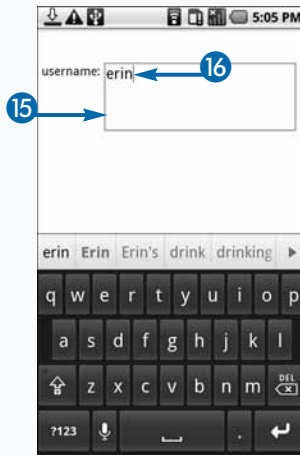 5:05 PM
username: erin
16
15
erin Erin Erin's drink drinking
q w e r t y u i o p
a s d f g h j k l
z x c v b n m DEL
?123 .